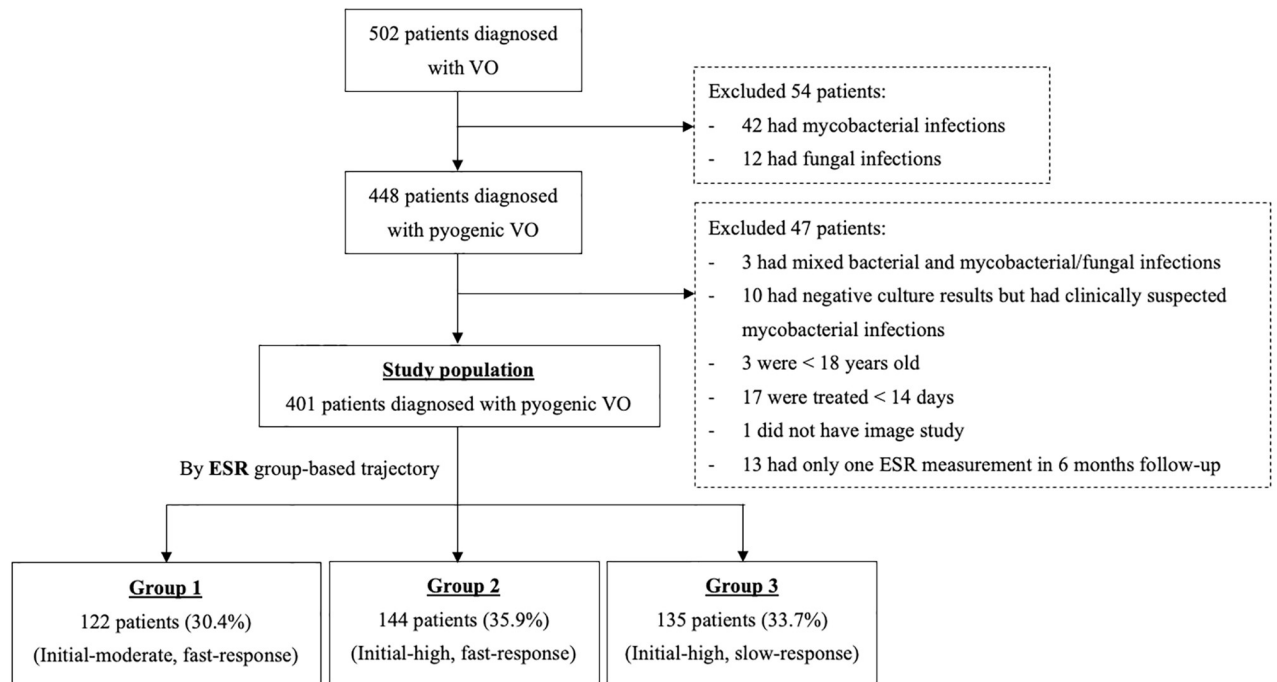 502 patients diagnosed
with VO
Excluded 54 patients:
- 42 had mycobacterial infections
- 12 had fungal infections
448 patients diagnosed
with pyogenic VO
Excluded 47 patients:
- 3 had mixed bacterial and mycobacterial/fungal infections
- 10 had negative culture results but had clinically suspected
mycobacterial infections
- 3 were < 18 years old
- 17 were treated < 14 days
- 1 did not have image study
- 13 had only one ESR measurement in 6 months follow-up
Study population
401 patients diagnosed with pyogenic VO
By ESR group-based trajectory
Group 1
122 patients (30.4%)
(Initial-moderate, fast-response)
Group 2
144 patients (35.9%)
(Initial-high, fast-response)
Group 3
135 patients (33.7%)
(Initial-high, slow-response)